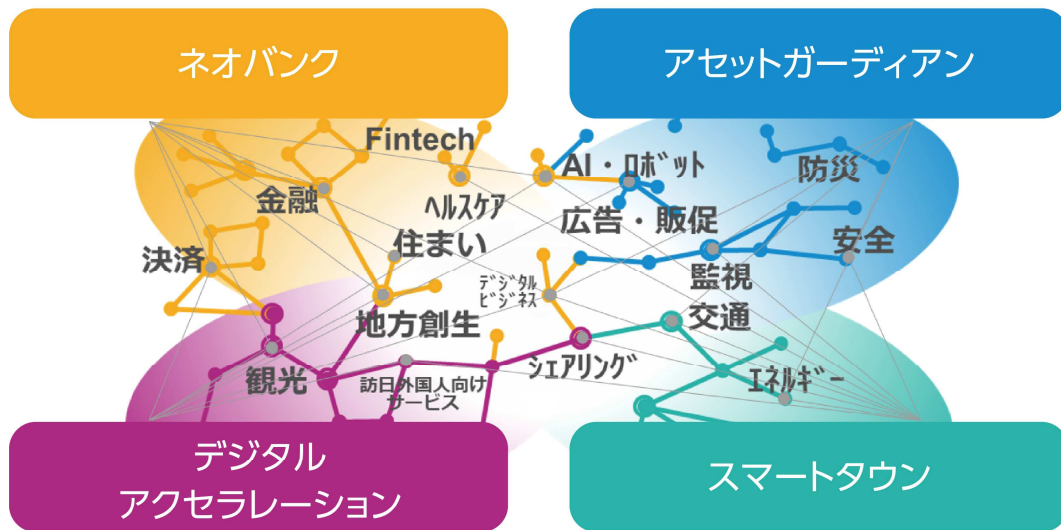 ネオバンク
アセットガーディアン
Fintech
AI・ﾛﾎﾞｯﾄ
防災
金融
ﾍﾙｽｹｱ
広告・販促
住まい
安全
決済
監視
ﾃﾞｼﾞﾀﾙ
ﾋﾞｼﾞﾈｽ
地方創生
交通
観光
訪日外国人向け
サービス
ｼｪｱﾘﾝｸﾞ
ｴﾈﾙｷﾞｰ
デジタル
アクセラレーション
スマートタウン